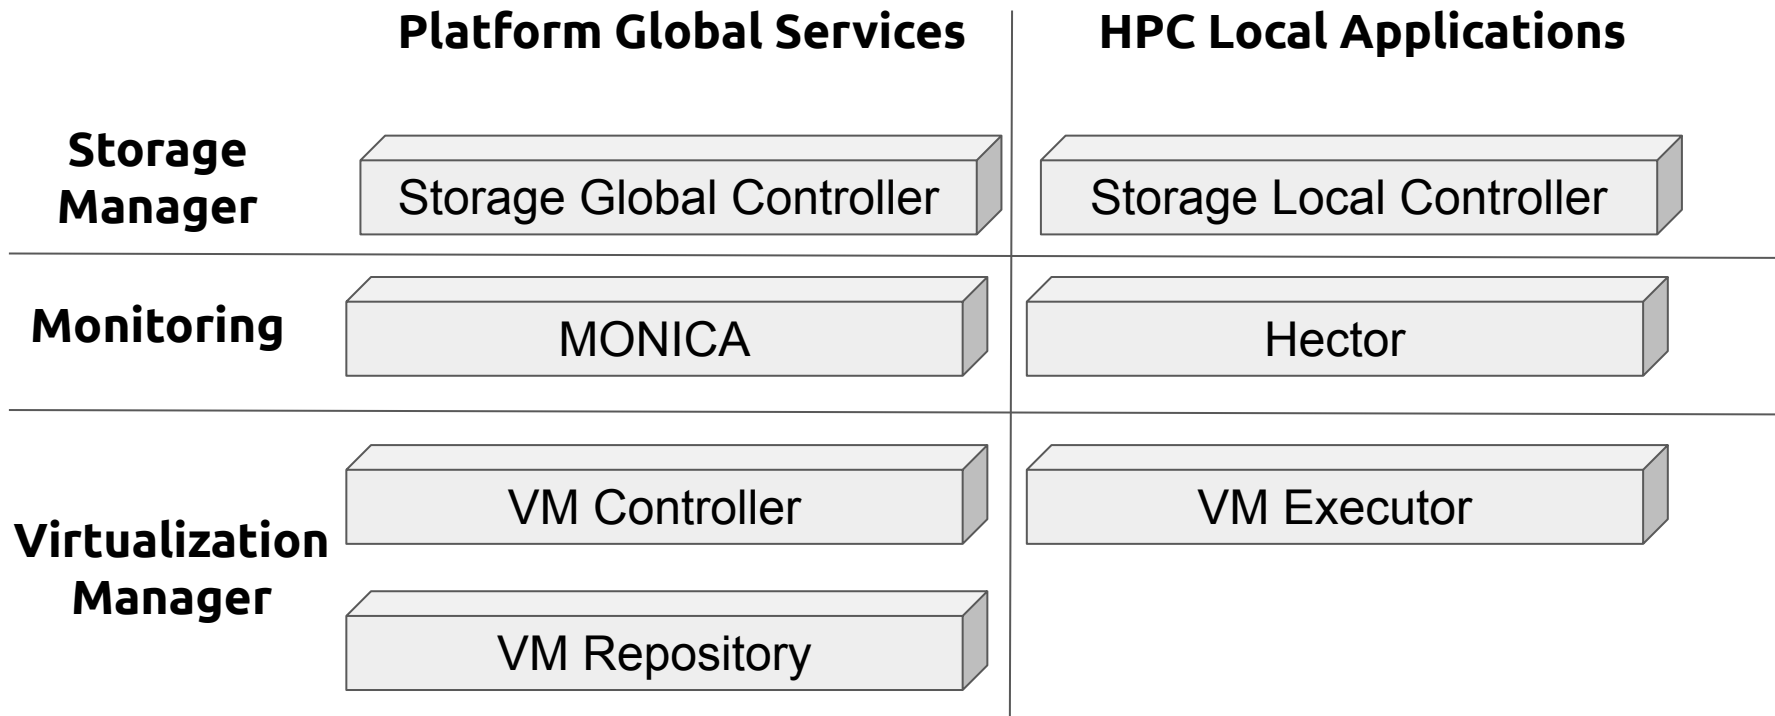 Platform Global Services
HPC Local Applications
Storage
Manager
Storage Global Controller
Storage Local Controller
Monitoring
MONICA
Hector
Virtualization
Manager
VM Controller
VM Executor
VM Repository